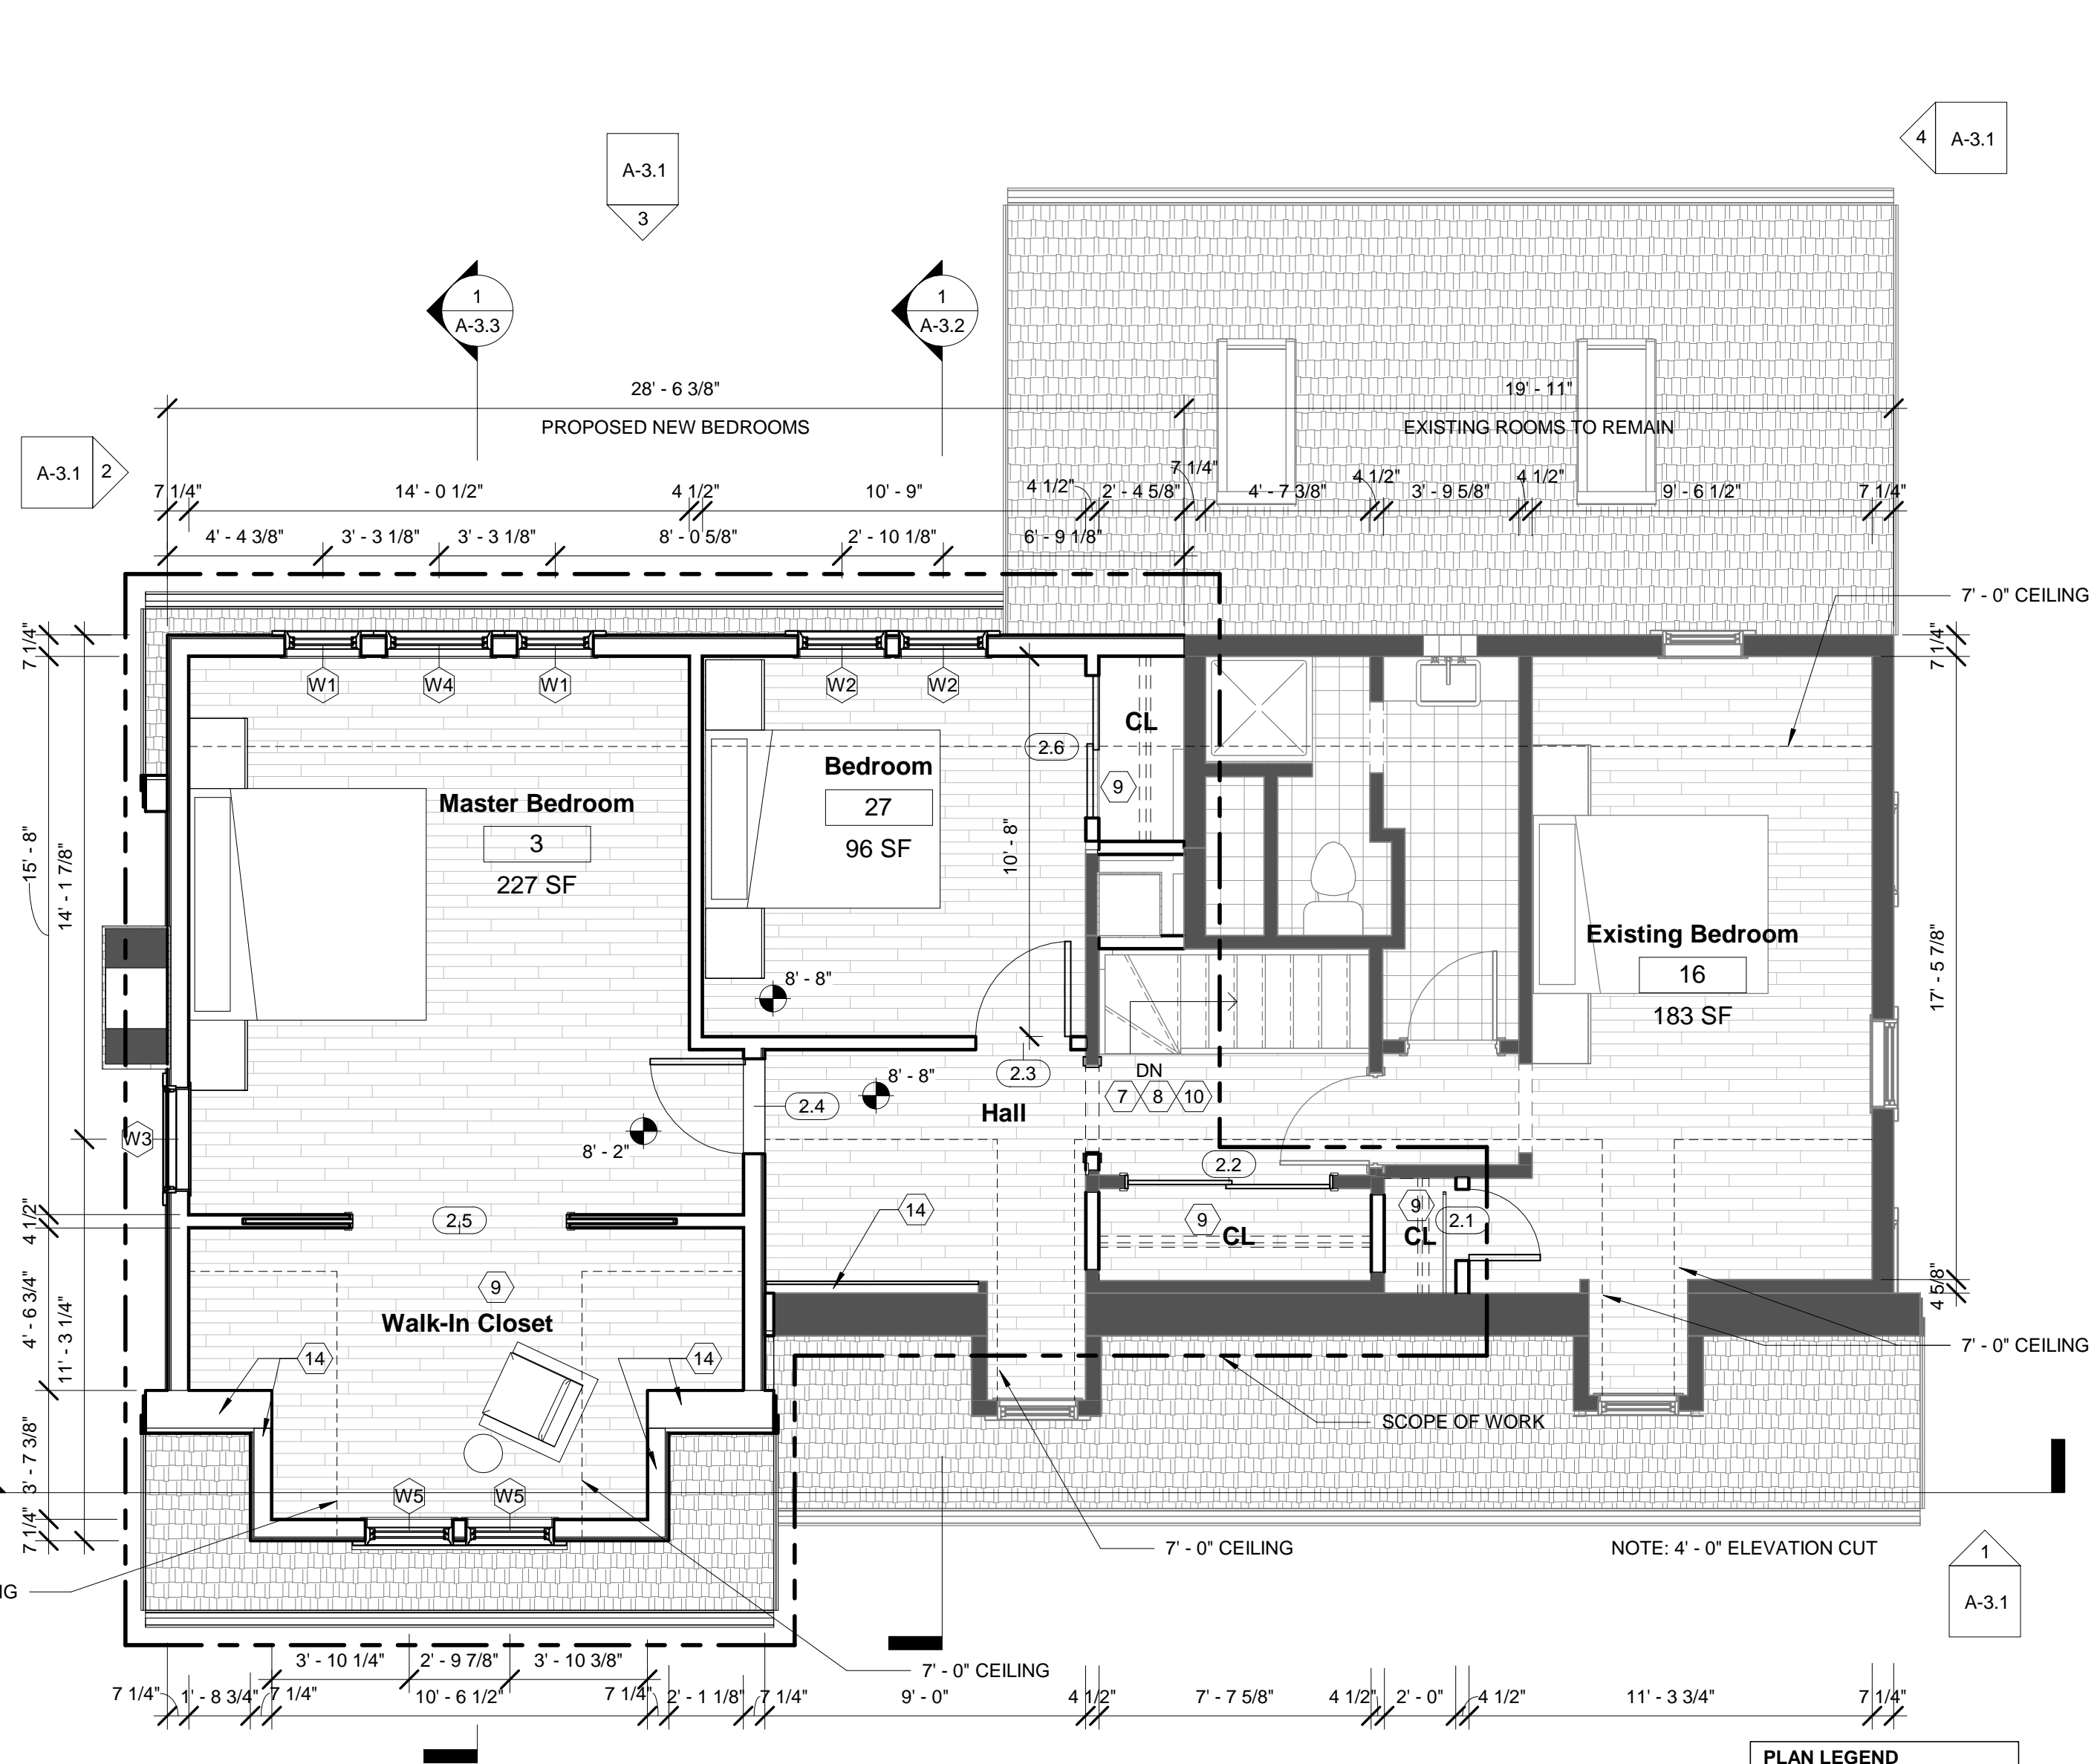 A-3.1
3
4
A-3.1
1
A-3.3
1
A-3.2
28' - 6 3/8"
19' - 11"
PROPOSED NEW BEDROOMS
EXISTING ROOMS TO REMAIN
A-3.1
2
7 1/4"
14' - 0 1/2"
4 1/2"
10' - 9"
4 1/2"
2' - 4 5/8"
7 1/4"
4' - 7 3/8"
4 1/2"
3' - 9 5/8"
4 1/2"
9' - 6 1/2"
7 1/4"
4' - 4 3/8"
3' - 3 1/8"
3' - 3 1/8"
8' - 0 5/8"
2' - 10 1/8"
6' - 9 1/8"
7' - 0" CEILING
7 1/4"
7 1/4"
W1
W4
W1
W2
W2
CL
2.6
9
Bedroom
27
96 SF
Master Bedroom
3
227 SF
10' - 8"
15' - 8"
14' - 1 7/8"
Existing Bedroom
16
183 SF
17' - 5 7/8"
8' - 8"
8' - 8"
2.3
DN
7
8
10
2.4
Hall
W3
8' - 2"
2.2
14
9
CL
9
CL
2.1
2.5
4 1/2"
9
Walk-In Closet
4' - 6 3/4"
11' - 3 1/4"
4 5/8"
14
14
7' - 0" CEILING
SCOPE OF WORK
3' - 7 3/8"
W5
W5
7 1/4"
7' - 0" CEILING
NOTE: 4' - 0" ELEVATION CUT
1
A-3.1
NG
3' - 10 1/4"
2' - 9 7/8"
3' - 10 3/8"
7' - 0" CEILING
7 1/4"
1' - 8 3/4"
7 1/4"
10' - 6 1/2"
7 1/4"
2' - 1 1/8"
7 1/4"
9' - 0"
4 1/2"
7' - 7 5/8"
4 1/2"
2' - 0"
4 1/2"
11' - 3 3/4"
7 1/4"
PLAN LEGEND